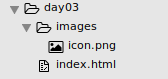 day03
images
icon.png
index.html